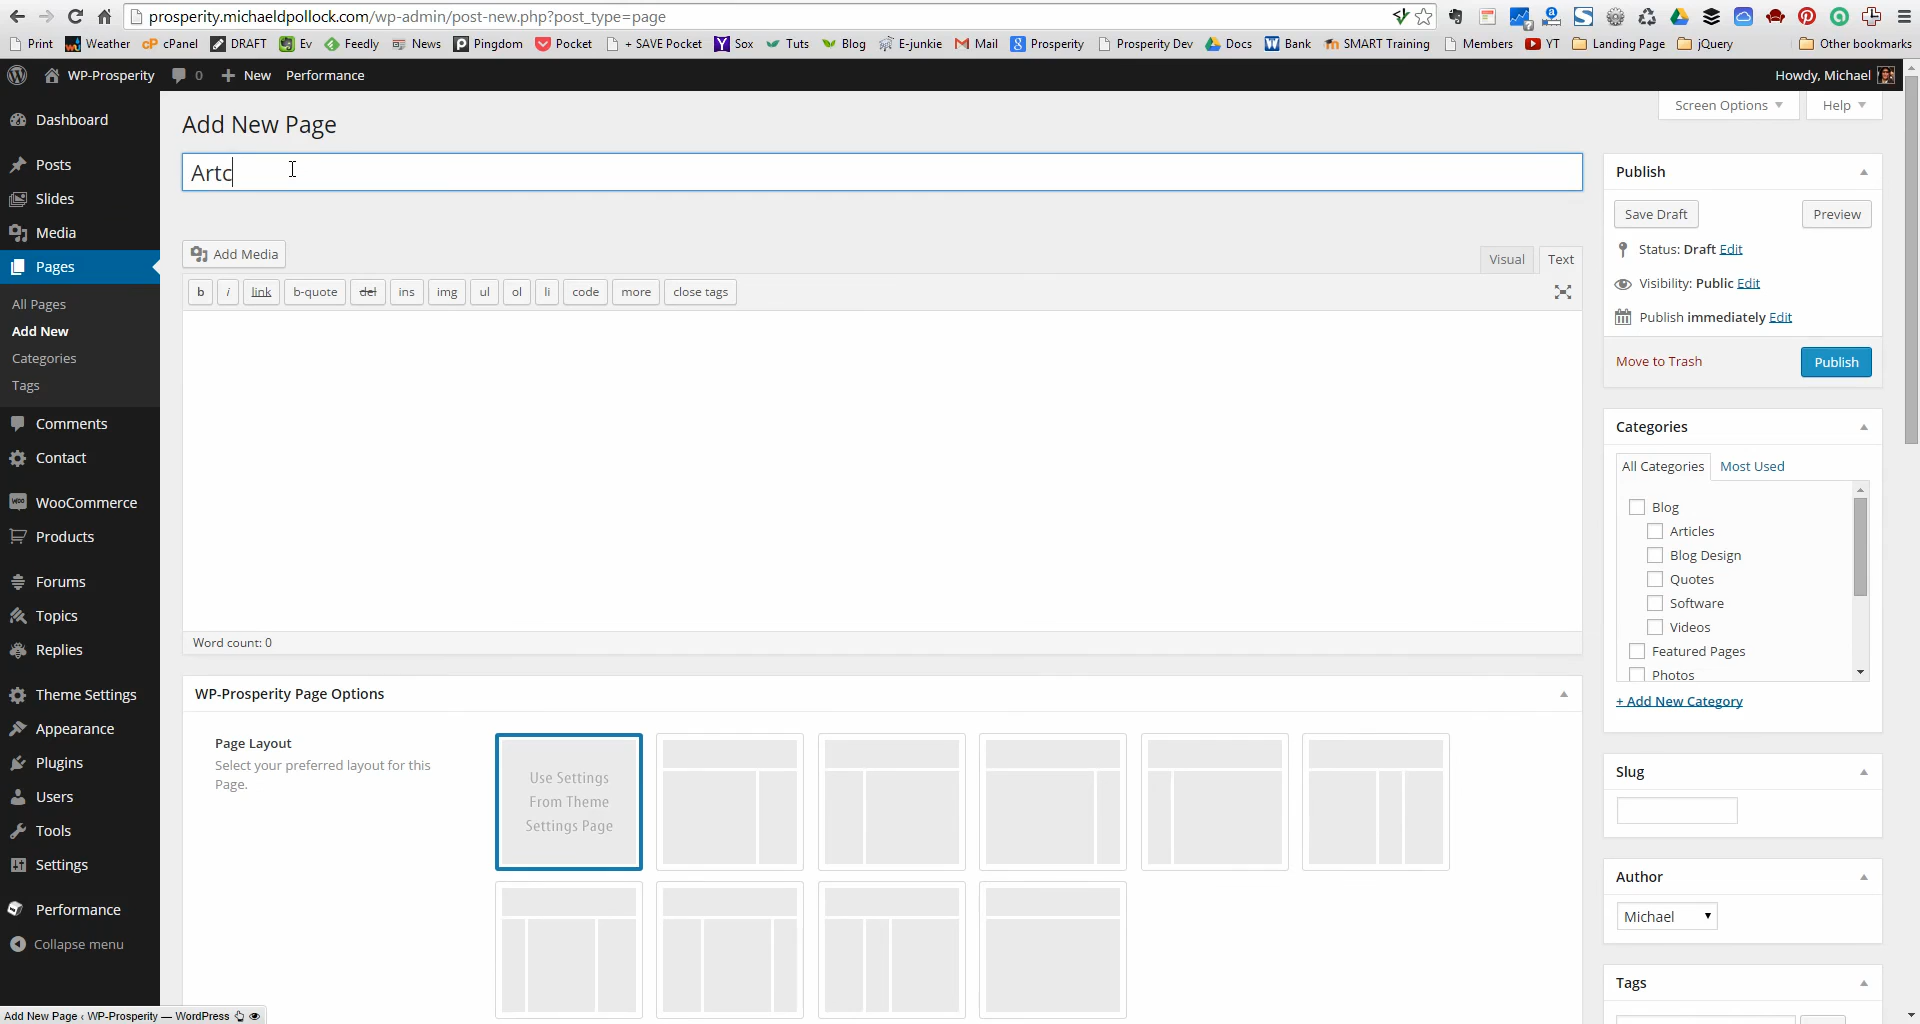 prosperity.michaeldpollock.com/wp-admin/post-new.php?post_type=page
Print Weather cP cPanel DRAFT Ev Feedly News Pingdom Pocket + SAVE Pocket Sox Tuts Blog E-junkie Mail Prosperity Prosperity Dev Docs Bank SMART Training Members YT Landing Page jQuery Other bookmarks
WP-Prosperity 0 New Performance Howdy, Michael
Screen Options Help
Dashboard
Posts
Slides
Media
Pages
All Pages
Add New
Categories
Tags
Comments
Contact
WooCommerce
Products
Forums
Topics
Replies
Theme Settings
Appearance
Plugins
Users
Tools
Settings
Performance
Collapse menu
Add New Page
Artc
Add Media
Visual Text
b i link b-quote del ins img ul ol li code more close tags
Word count: 0
WP-Prosperity Page Options
Page Layout
Select your preferred layout for this
Page.
Use Settings
From Theme
Settings Page
Publish
Save Draft Preview
Status: Draft Edit
Visibility: Public Edit
Publish immediately Edit
Move to Trash Publish
Categories
All Categories Most Used
Blog
Articles
Blog Design
Quotes
Software
Videos
Featured Pages
Photos
+ Add New Category
Slug
Author
Michael
Tags
Add New Page ‹ WP-Prosperity — WordPress